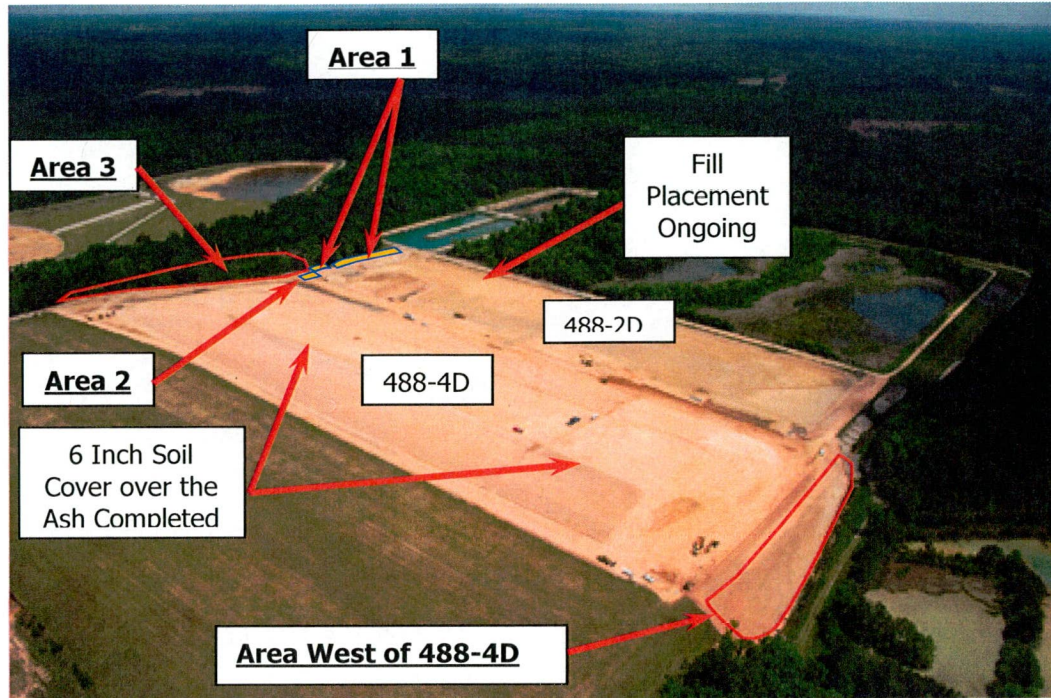 Area 1
Area 3
Fill
Placement
Ongoing
488-2D
Area 2
488-4D
6 Inch Soil
Cover over the
Ash Completed
Area West of 488-4D